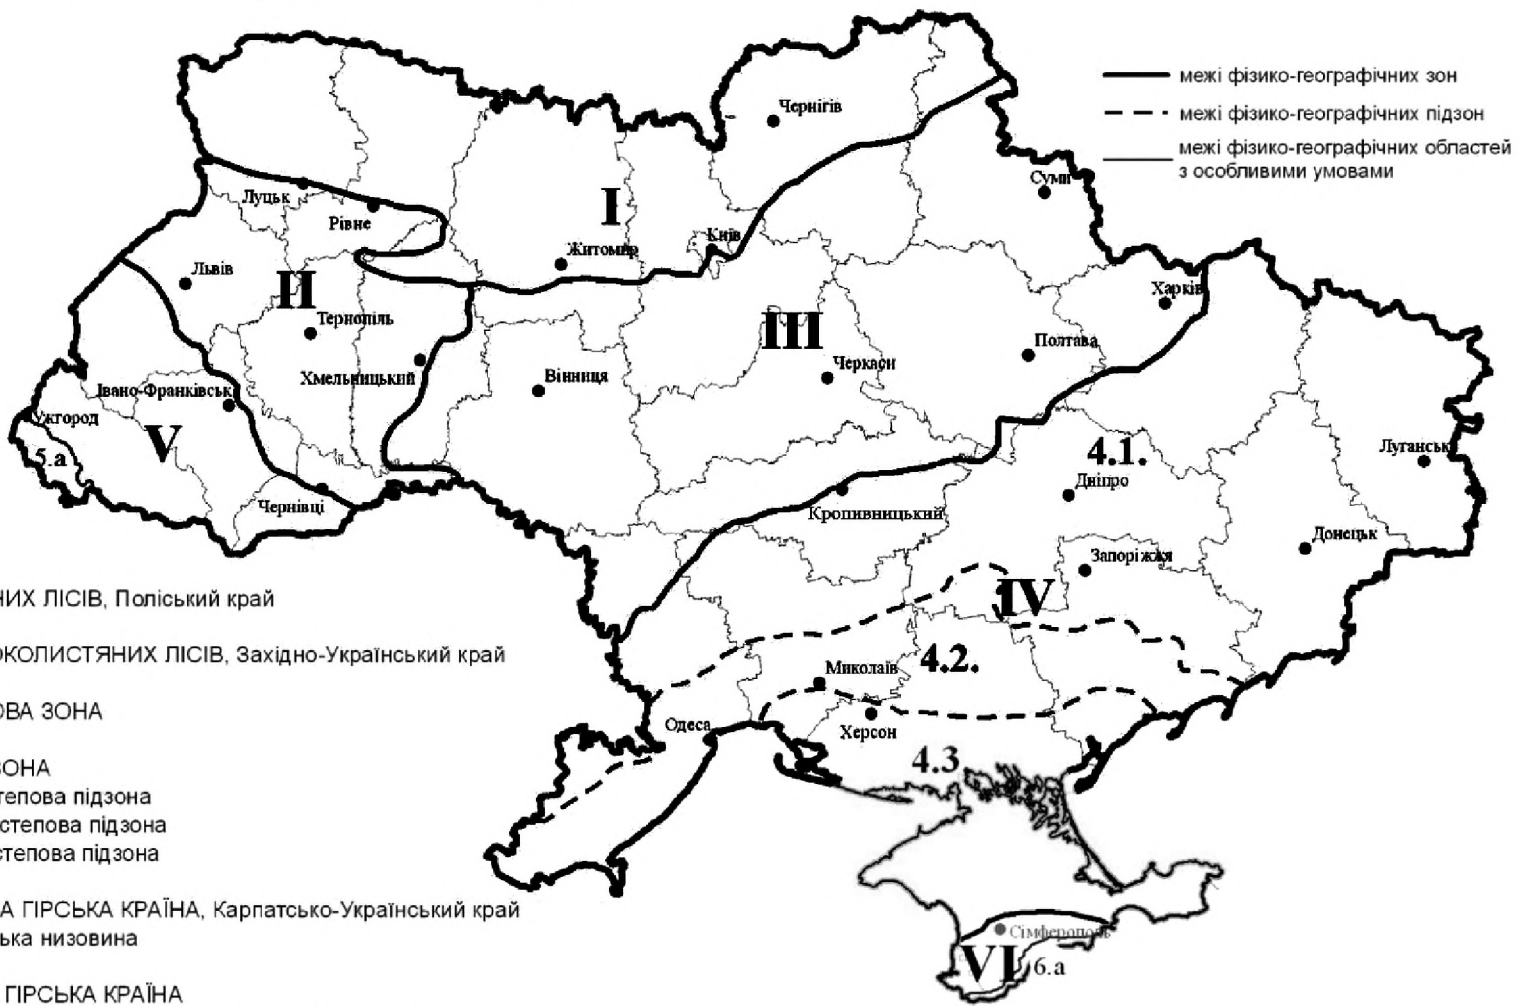 межі фізико-географічних зон
межі фізико-географічних підзон
межі фізико-географічних областей
з особливими умовами
Чернігів
Суми
Луцьк
Рівне
I
Житомир
Київ
Львів
II
Тернопіль
Хмельницький
Вінниця
III
Черкаси
Полтава
Харків
Івано-Франківськ
Ужгород
V
5.а
Чернівці
Кропивницький
4.1.
Дніпро
Луганськ
Донецьк
Запоріжжя
IV
4.2.
Миколаїв
Одеса
Херсон
4.3
Сімферополь
VI
6.а
НИХ ЛІСІВ, Поліський край
ОКОЛИСТЯНИХ ЛІСІВ, Західно-Український край
ОВА ЗОНА
ЗОНА
тепова підзона
степова підзона
степова підзона
А ГІРСЬКА КРАЇНА, Карпатсько-Український край
ька низовина
ГІРСЬКА КРАЇНА